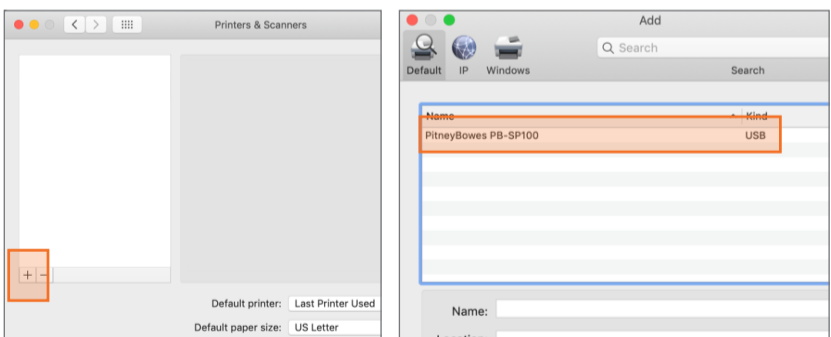 Printers & Scanners
+ −
Default printer: Last Printer Used
Default paper size: US Letter
Add
Default IP Windows
Search
Search
Name Kind
PitneyBowes PB-SP100 USB
Name: